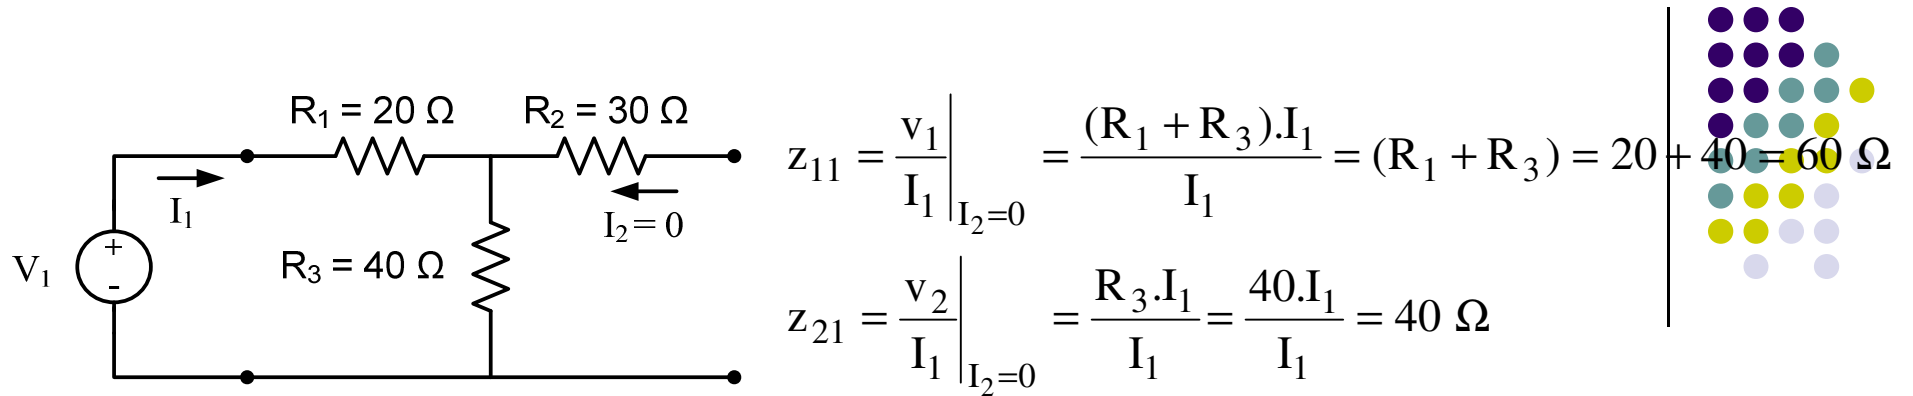 R₁ = 20 Ω
R₂ = 30 Ω
I₁
I₂ = 0
R₃ = 40 Ω
V₁
+
-
z₁₁ = v₁/I₁ |I₂=0 = (R₁ + R₃).I₁/I₁ = (R₁ + R₃) = 20 + 40 = 60 Ω
z₂₁ = v₂/I₁ |I₂=0 = R₃.I₁/I₁ = 40.I₁/I₁ = 40 Ω